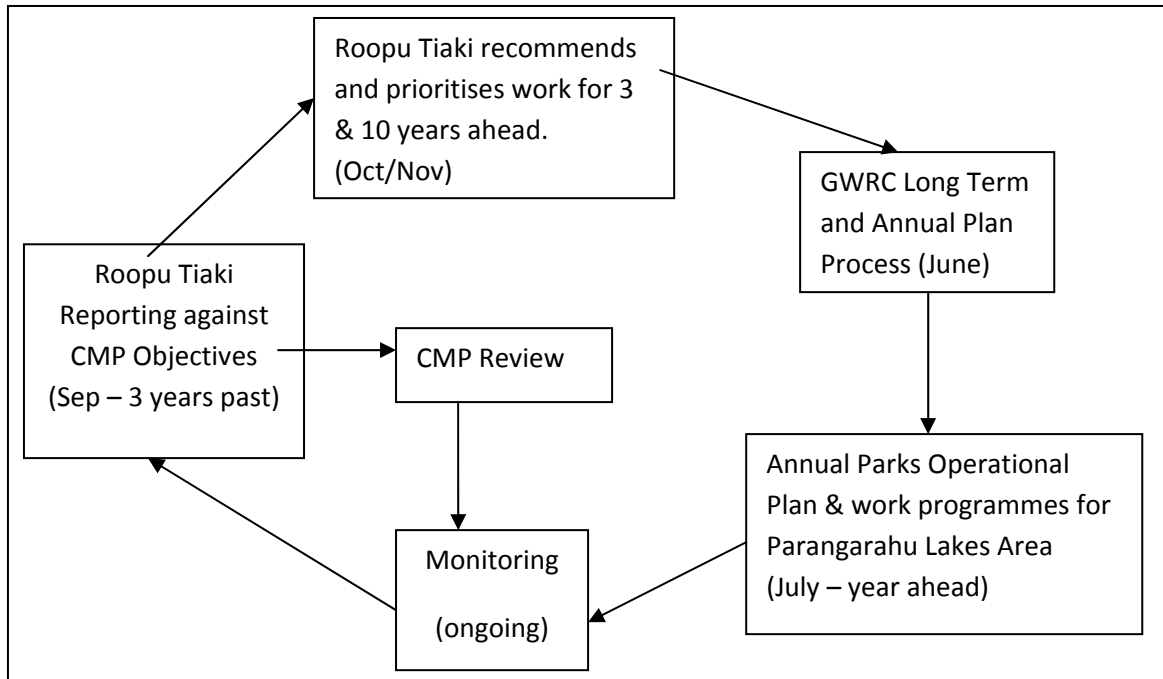 Roopu Tiaki recommends
and prioritises work for 3
& 10 years ahead.
(Oct/Nov)
GWRC Long Term
and Annual Plan
Process (June)
Roopu Tiaki
Reporting against
CMP Objectives
(Sep – 3 years past)
CMP Review
Annual Parks Operational
Plan & work programmes for
Parangarahu Lakes Area
(July – year ahead)
Monitoring
(ongoing)